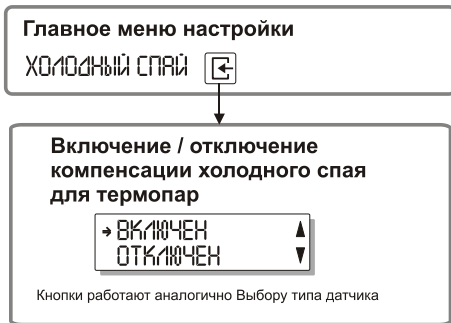 Главное меню настройки
ХОЛОДНЫЙ СПАЙ
Включение / отключение
компенсации холодного спая
для термопар
ВКЛЮЧЕН
ОТКЛЮЧЕН
Кнопки работают аналогично Выбору типа датчика